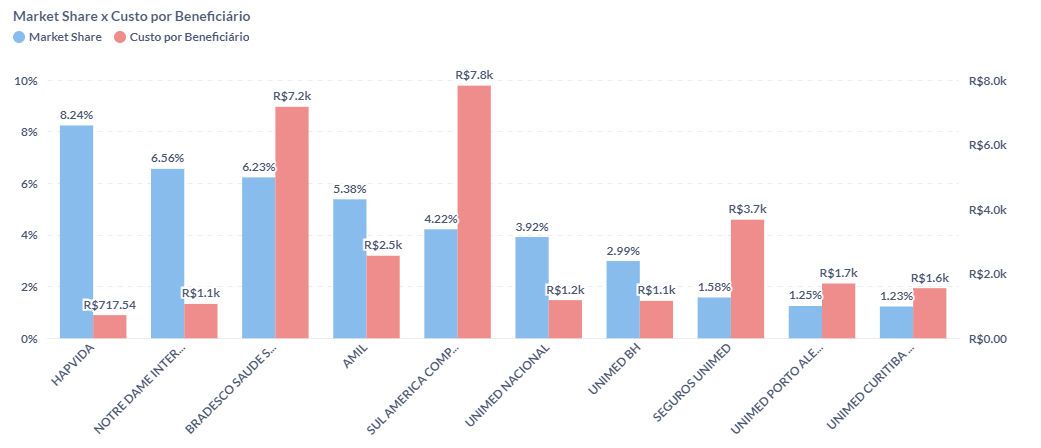 Market Share x Custo por Beneficiário
Market Share Custo por Beneficiário
10%
8%
6%
4%
2%
0%
R$8.0k
R$6.0k
R$4.0k
R$2.0k
R$0.00
8.24%
R$717.54
6.56%
R$1.1k
6.23%
R$7.2k
5.38%
R$2.5k
4.22%
R$7.8k
3.92%
R$1.2k
2.99%
R$1.1k
1.58%
R$3.7k
1.25%
R$1.7k
1.23%
R$1.6k
HAPVIDA
NOTRE DAME INTER...
BRADESCO SAUDE S...
AMIL
SUL AMERICA COMP...
UNIMED NACIONAL
UNIMED BH
SEGUROS UNIMED
UNIMED PORTO ALE...
UNIMED CURITIBA ...